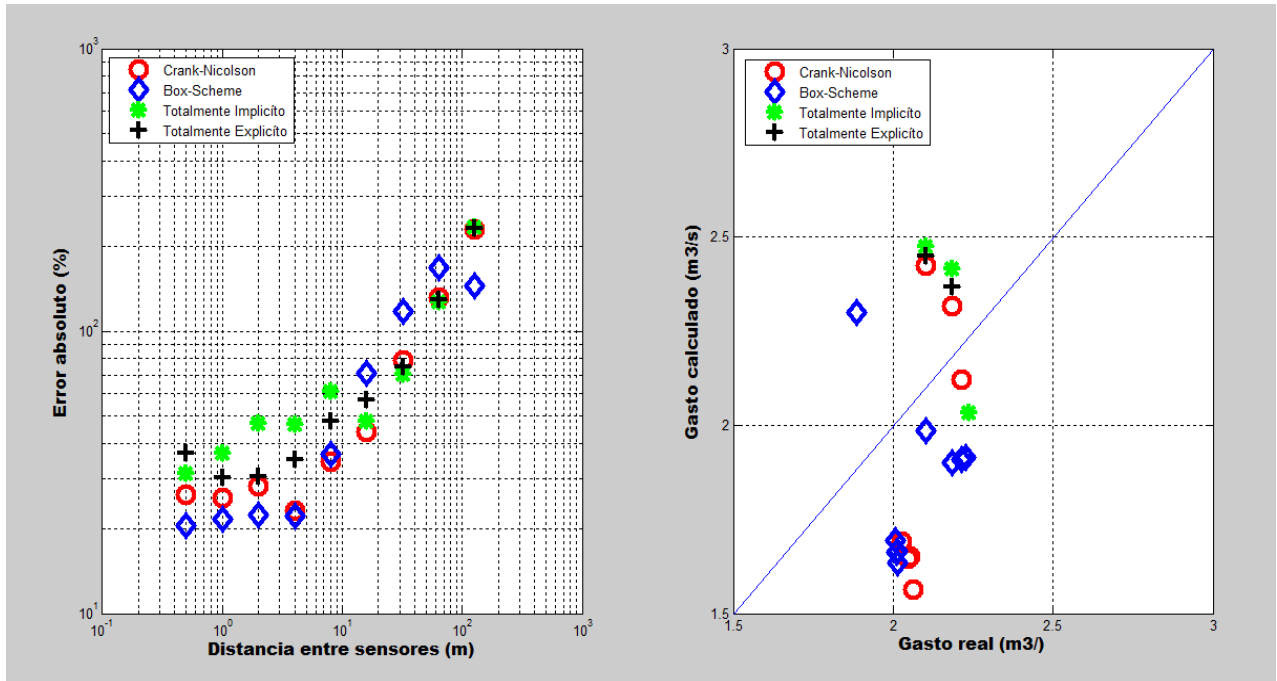 10^3
10^2
10^1
Error absoluto (%)
Crank-Nicolson
Box-Scheme
Totalmente Implicíto
Totalmente Explicíto
10^-1
10^0
10^1
10^2
10^3
Distancia entre sensores (m)
3
2.5
2
1.5
Gasto calculado (m3/s)
Crank-Nicolson
Box-Scheme
Totalmente Implicíto
Totalmente Explicíto
1.5
2
2.5
3
Gasto real (m3/)